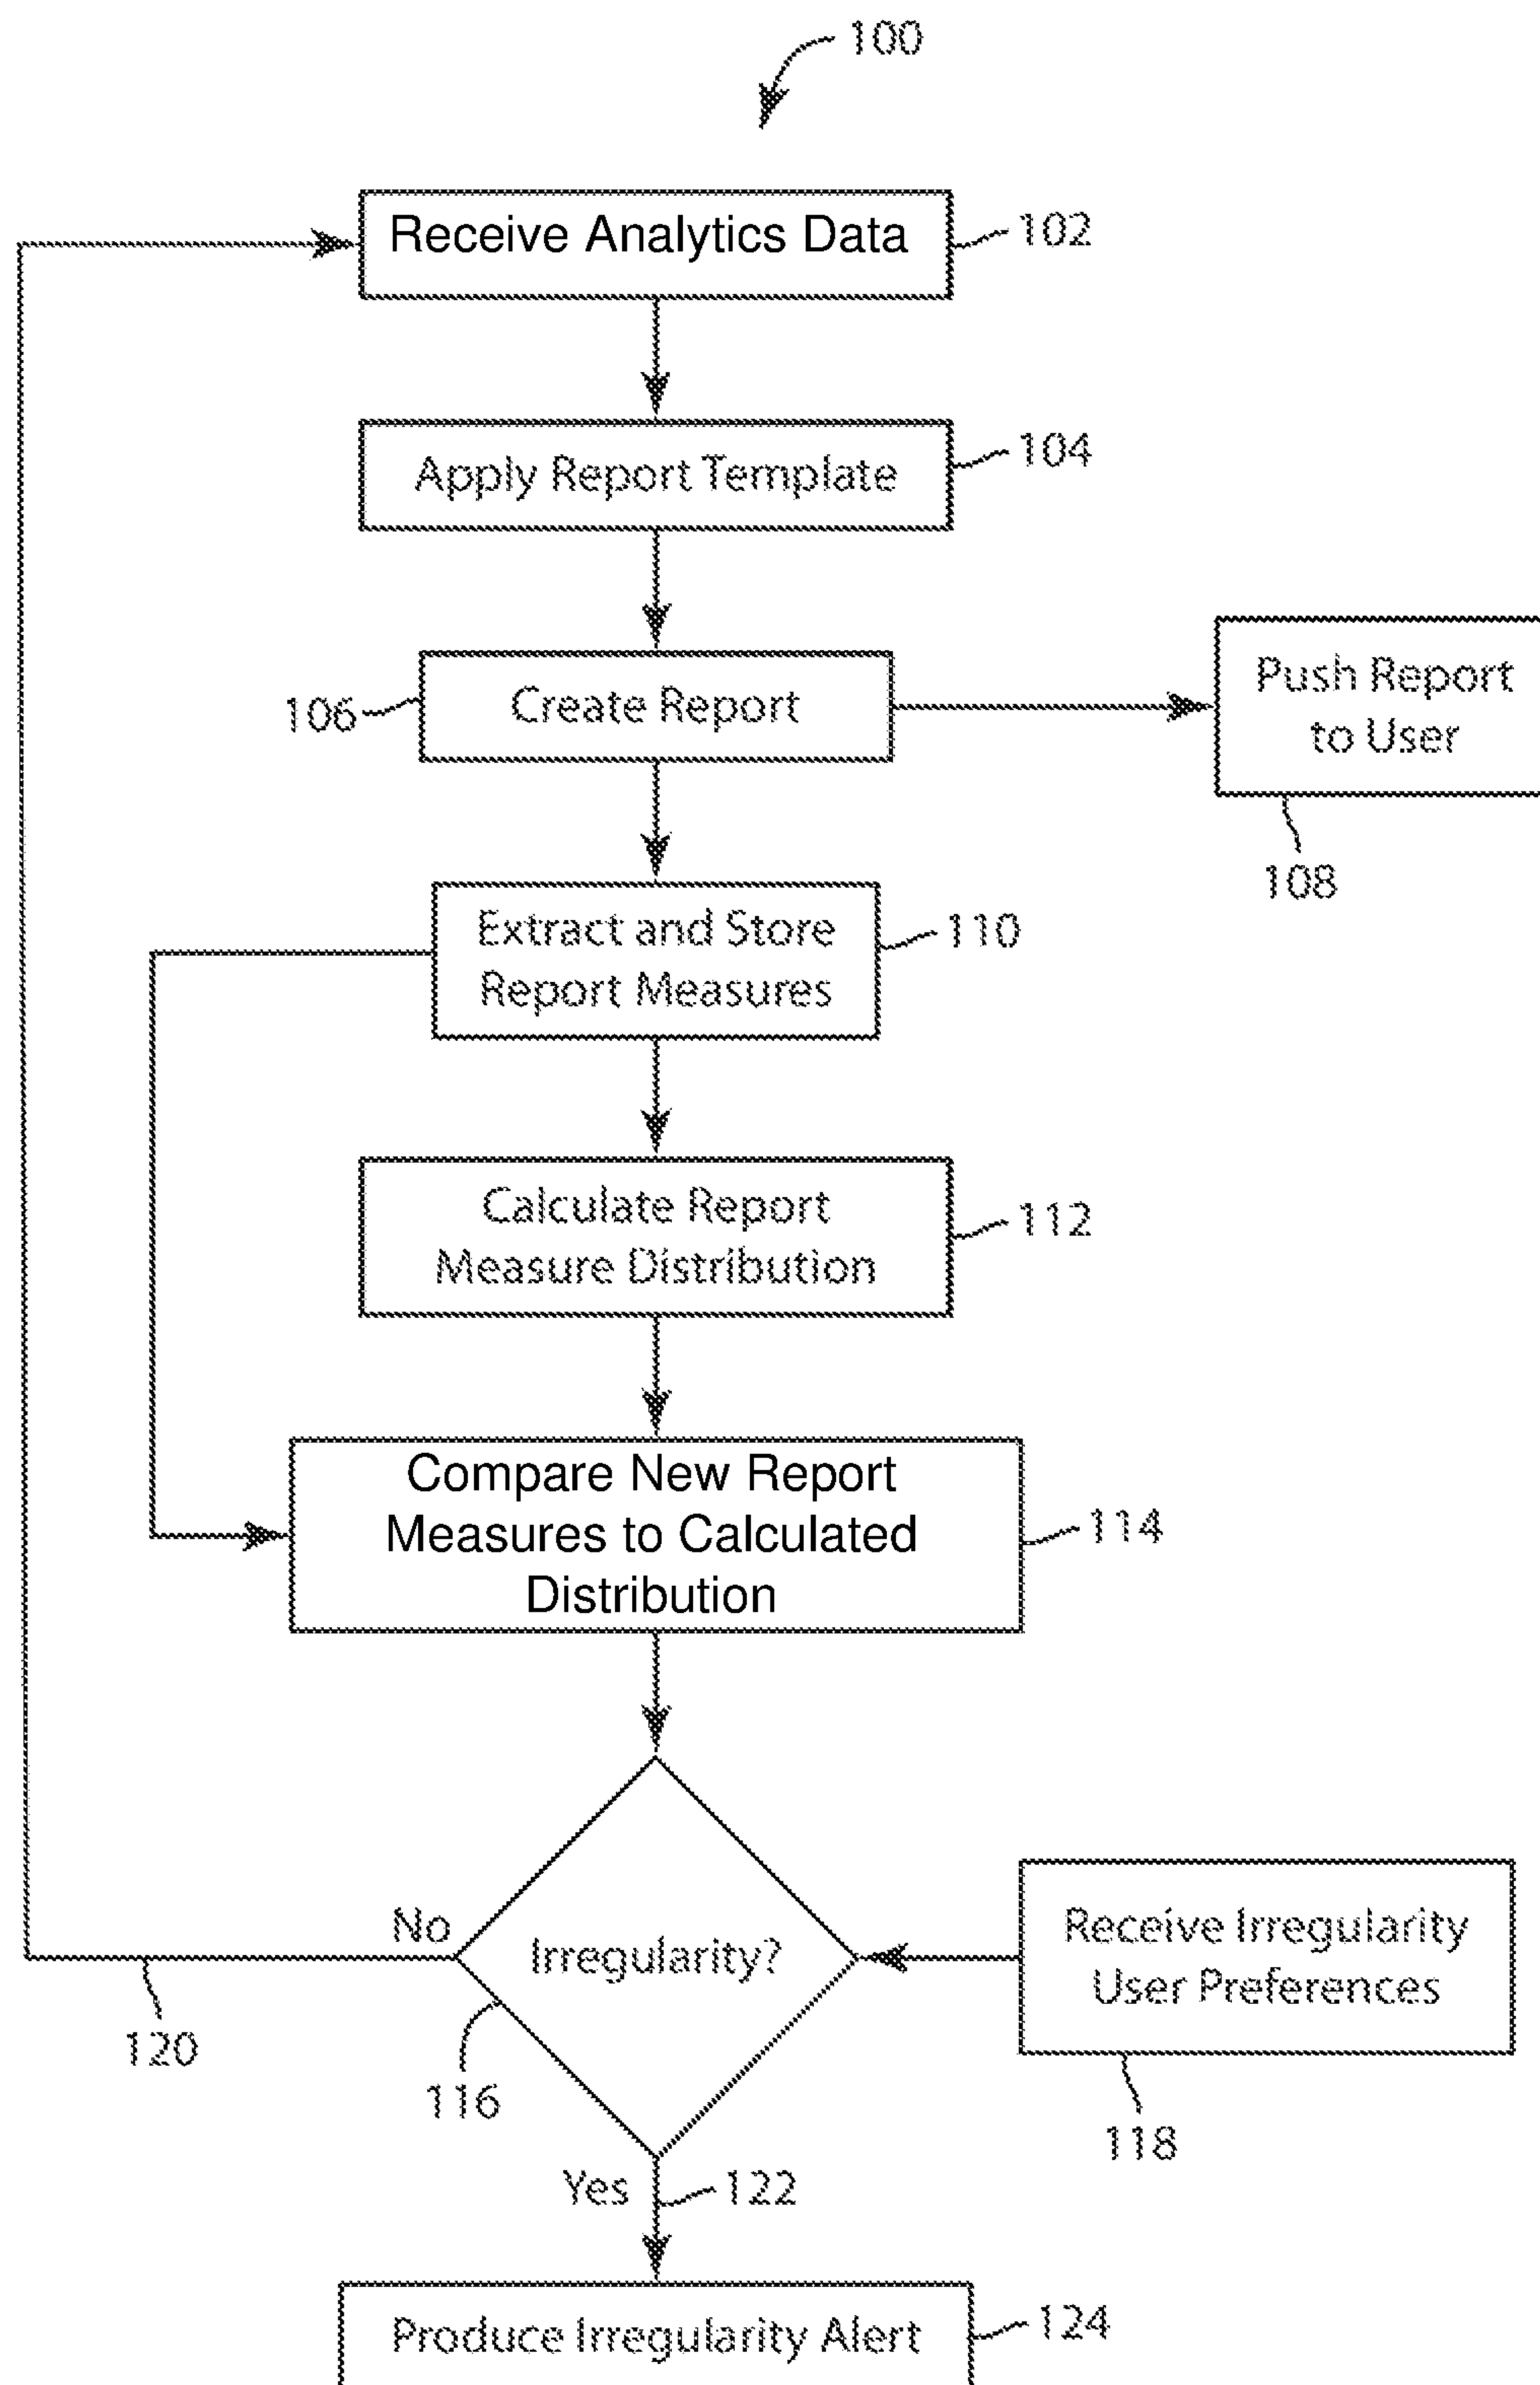 100
Receive Analytics Data
102
Apply Report Template
104
Create Report
106
Push Report
to User
108
Extract and Store
Report Measures
110
Calculate Report
Measure Distribution
112
Compare New Report
Measures to Calculated
Distribution
114
No
Irregularity?
Receive Irregularity
User Preferences
120
116
118
Yes
122
Produce Irregularity Alert
124